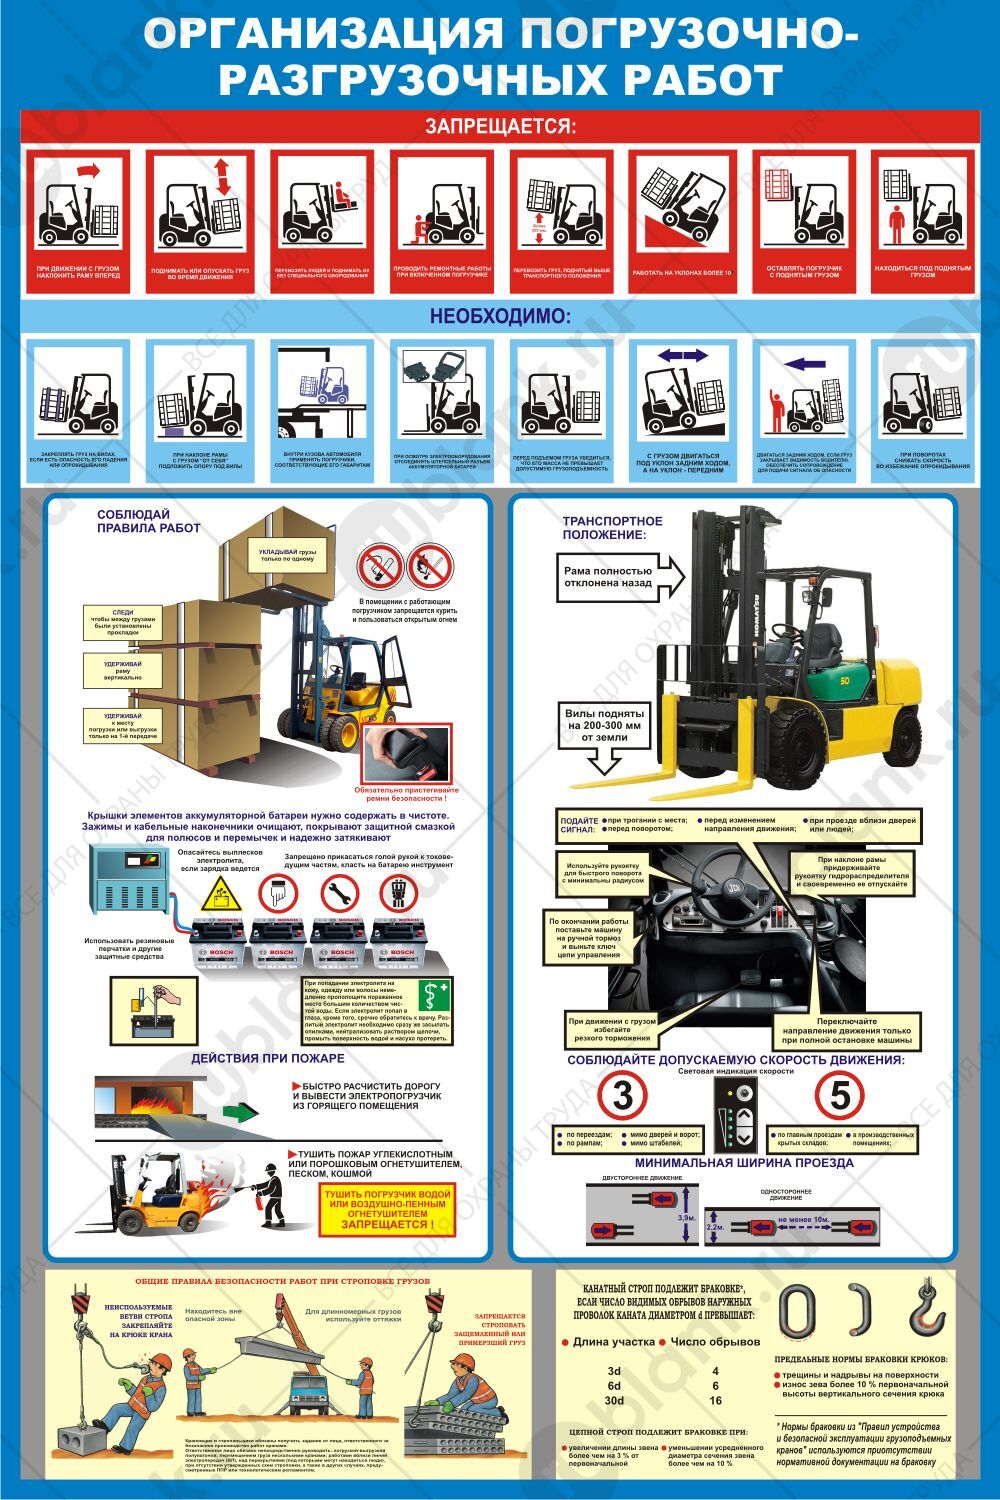 ОРГАНИЗАЦИЯ ПОГРУЗОЧНО-
РАЗГРУЗОЧНЫХ РАБОТ
ЗАПРЕЩАЕТСЯ:
ПРИ ДВИЖЕНИИ С ГРУЗОМ
НАКЛОНИТЬ РАМУ ВПЕРЕД
ПОДНИМАТЬ ИЛИ ОПУСКАТЬ ГРУЗ
ВО ВРЕМЯ ДВИЖЕНИЯ
ПЕРЕВОЗИТЬ ЛЮДЕЙ И ПОДНИМАТЬ ИХ
БЕЗ СПЕЦИАЛЬНОГО ОБОРУДОВАНИЯ
ПРОВОДИТЬ РЕМОНТНЫЕ РАБОТЫ
ПРИ ВКЛЮЧЕННОМ ПОГРУЗЧИКЕ
Более
300 мм.
ПЕРЕВОЗИТЬ ГРУЗ, ПОДНЯТЫЙ ВЫШЕ
ТРАНСПОРТНОГО ПОЛОЖЕНИЯ
РАБОТАТЬ НА УКЛОНАХ БОЛЕЕ 10
ОСТАВЛЯТЬ ПОГРУЗЧИК
С ПОДНЯТЫМ ГРУЗОМ
НАХОДИТЬСЯ ПОД ПОДНЯТЫМ
ГРУЗОМ
НЕОБХОДИМО:
ЗАКРЕПЛЯТЬ ГРУЗ НА ВИЛАХ,
ЕСЛИ ЕСТЬ ОПАСНОСТЬ ЕГО ПАДЕНИЯ
ИЛИ ОПРОКИДЫВАНИЯ
ПРИ НАКЛОНЕ РАМЫ
С ГРУЗОМ "ОТ СЕБЯ"
ПОДЛОЖИТЬ ОПОРУ ПОД ВИЛЫ
ВНУТРИ КУЗОВА АВТОМОБИЛЯ
ПРИМЕНЯТЬ ПОГРУЗЧИКИ,
СООТВЕТСТВУЮЩИЕ ЕГО ГАБАРИТАМ
ПРИ ОСМОТРЕ ЭЛЕКТРООБОРУДОВАНИЯ
ОТСОЕДИНЯТЬ ШТЕПСЕЛЬНЫЙ РАЗЪЕМ
АККУМУЛЯТОРНОЙ БАТАРЕИ
ПЕРЕД ПОДЪЕМОМ ГРУЗА УБЕДИТЬСЯ,
ЧТО ЕГО МАССА НЕ ПРЕВЫШАЕТ
ДОПУСТИМУЮ ГРУЗОПОДЪЕМНОСТЬ
С ГРУЗОМ ДВИГАТЬСЯ
ПОД УКЛОН ЗАДНИМ ХОДОМ,
А НА УКЛОН - ПЕРЕДНИМ
ДВИГАТЬСЯ ЗАДНИМ ХОДОМ, ЕСЛИ ГРУЗ
ЗАКРЫВАЕТ ВИДИМОСТЬ ВОДИТЕЛЮ.
ОБЕСПЕЧИТЬ СОПРОВОЖДЕНИЕ
ДЛЯ ПОДАЧИ СИГНАЛА ОБ ОПАСНОСТИ
ПРИ ПОВОРОТАХ
СНИЖАТЬ СКОРОСТЬ
ВО ИЗБЕЖАНИЕ ОПРОКИДЫВАНИЯ
СОБЛЮДАЙ
ПРАВИЛА РАБОТ
УКЛАДЫВАЙ грузы
только по одному
СЛЕДИ
чтобы между грузами
были установлены
прокладки
УДЕРЖИВАЙ
раму
вертикально
УДЕРЖИВАЙ
к месту
погрузки или выгрузки
только на 1-й передаче
В помещении с работающим
погрузчиком запрещается курить
и пользоваться открытым огнем
Обязательно пристегивайте
ремни безопасности !
Крышки элементов аккумуляторной батареи нужно содержать в чистоте.
Зажимы и кабельные наконечники очищают, покрывают защитной смазкой
для полюсов и перемычек и надежно затягивают
Опасайтесь выплесков
электролита,
если зарядка ведется
Запрещено прикасаться голой рукой к токове-
дущим частям, класть на батарею инструмент
BOSCH
BOSCH
BOSCH
BOSCH
Использовать резиновые
перчатки и другие
защитные средства
При попадании электролита на
кожу, одежду или волосы неме-
дленно прополощите пораженное
место большим количеством чис-
той воды. Если электролит попал в
глаза, кроме того, срочно обратитесь к врачу. Раз-
литый электролит необходимо сразу же засыпать
опилками, нейтрализовать раствором щелочи,
промыть поверхность водой и насухо протереть.
ДЕЙСТВИЯ ПРИ ПОЖАРЕ
БЫСТРО РАСЧИСТИТЬ ДОРОГУ
И ВЫВЕСТИ ЭЛЕКТРОПОГРУЗЧИК
ИЗ ГОРЯЩЕГО ПОМЕЩЕНИЯ
ТУШИТЬ ПОЖАР УГЛЕКИСЛОТНЫМ
ИЛИ ПОРОШКОВЫМ ОГНЕТУШИТЕЛЕМ,
ПЕСКОМ, КОШМОЙ
ТУШИТЬ ПОГРУЗЧИК ВОДОЙ
ИЛИ ВОЗДУШНО-ПЕННЫМ
ОГНЕТУШИТЕЛЕМ
ЗАПРЕЩАЕТСЯ !
ТРАНСПОРТНОЕ
ПОЛОЖЕНИЕ:
Рама полностью
отклонена назад
Вилы подняты
на 200-300 мм
от земли
50
ПОДАЙТЕ
СИГНАЛ:
при трогании с места;
перед поворотом;
перед изменением
направления движения;
при проезде вблизи дверей
или людей;
Используйте рукоятку
для быстрого поворота
с минимальны радиусом
При наклоне рамы
придерживайте
рукоятку гидрораспределителя
и своевременно ее отпускайте
JCB
По окончании работы
поставьте машину
на ручной тормоз
и выньте ключ
цепи управления
При движении с грузом
избегайте
резкого торможения
Переключайте
направление движения только
при полной остановке машины
СОБЛЮДАЙТЕ ДОПУСКАЕМУЮ СКОРОСТЬ ДВИЖЕНИЯ:
Световая индикация скорости
3
5
по переездам;
по рампам;
мимо дверей и ворот;
мимо штабелей;
по главным проездам
крытых складов;
в производственных
помещениях;
МИНИМАЛЬНАЯ ШИРИНА ПРОЕЗДА
ДВУСТОРОННЕЕ ДВИЖЕНИЕ
3,9м.
ОДНОСТОРОННЕЕ
ДВИЖЕНИЕ
2,2м.
не менее 10м.
ОБЩИЕ ПРАВИЛА БЕЗОПАСНОСТИ РАБОТ ПРИ СТРОПОВКЕ ГРУЗОВ
НЕИСПОЛЬЗУЕМЫЕ
ВЕТВИ СТРОПА
ЗАКРЕПЛЯЙТЕ
НА КРЮКЕ КРАНА
Находитесь вне
опасной зоны
Для длинномерных грузов
используйте оттяжки
ЗАПРЕЩАЕТСЯ
СТРОПОВАТЬ
ЗАЩЕМЛЕННЫЙ ИЛИ
ПРИМЕРЗШИЙ ГРУЗ
КАНАТНЫЙ СТРОП ПОДЛЕЖИТ БРАКОВКЕ*,
ЕСЛИ ЧИСЛО ВИДИМЫХ ОБРЫВОВ НАРУЖНЫХ
ПРОВОЛОК КАНАТА ДИАМЕТРОМ d ПРЕВЫШАЕТ:
Длина участка
Число обрывов
3d 4
6d 6
30d 16
ЦЕПНОЙ СТРОП ПОДЛЕЖИТ БРАКОВКЕ ПРИ:
увеличении длины звена
более чем на 3 % от
первоначальной
уменьшении усреднённого
диаметра сечения звена
более чем на 10 %
ПРЕДЕЛЬНЫЕ НОРМЫ БРАКОВКИ КРЮКОВ:
трещины и надрывы на поверхности
износ зева более 10 % первоначальной
высоты вертикального сечения крюка
* Нормы браковки из "Правил устройства
и безопасной эксплуатации грузоподъемных
кранов" используются приотсутствии
нормативной документации на браковку